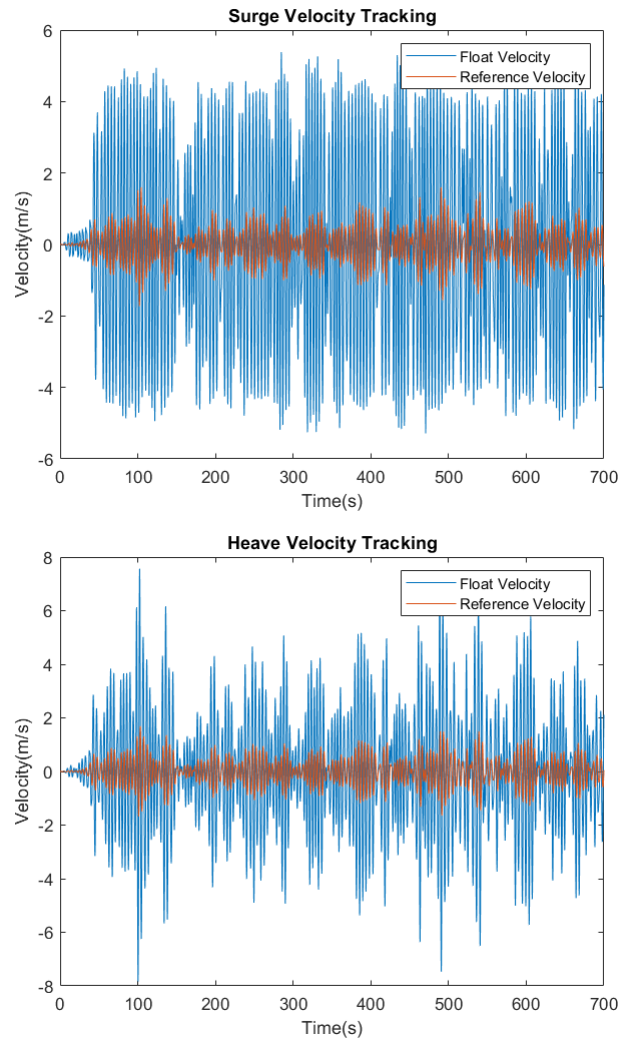 Surge Velocity Tracking
Float Velocity
Reference Velocity
6
4
2
0
-2
-4
-6
Velocity(m/s)
0 100 200 300 400 500 600 700
Time(s)
Heave Velocity Tracking
Float Velocity
Reference Velocity
8
6
4
2
0
-2
-4
-6
-8
Velocity(m/s)
0 100 200 300 400 500 600 700
Time(s)